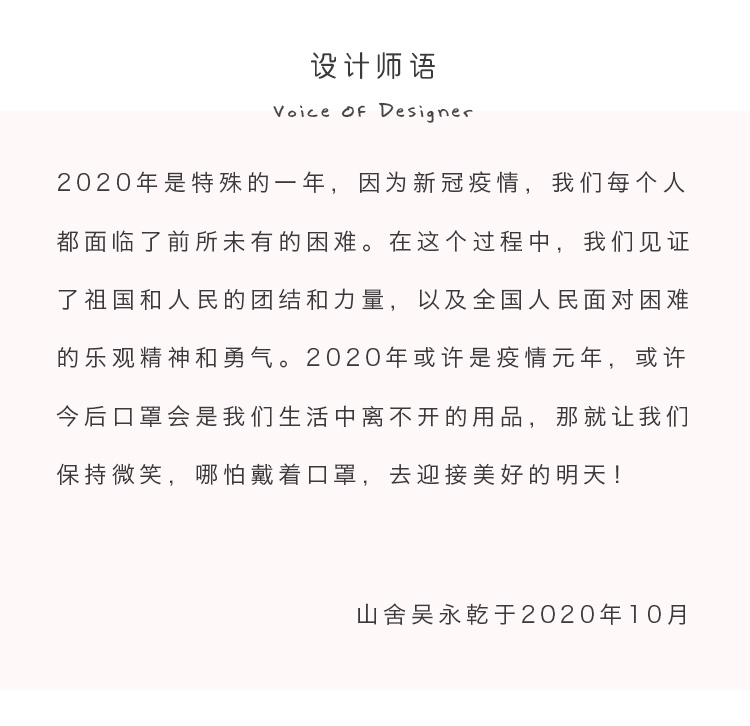 设计师语
Voice Of Designer
2020年是特殊的一年，因为新冠疫情，我们每个人
都面临了前所未有的困难。在这个过程中，我们见证
了祖国和人民的团结和力量，以及全国人民面对困难
的乐观精神和勇气。2020年或许是疫情元年，或许
今后口罩会是我们生活中离不开的用品，那就让我们
保持微笑，哪怕戴着口罩，去迎接美好的明天！
山舍吴永乾于2020年10月